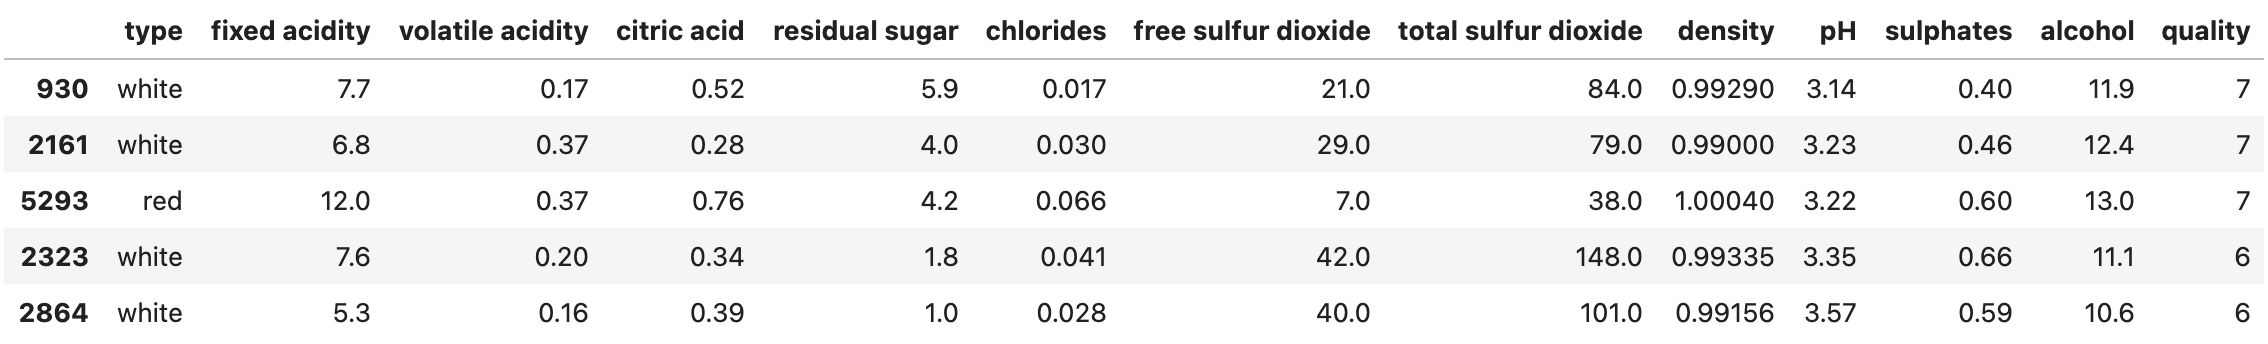 type fixed acidity volatile acidity citric acid residual sugar chlorides free sulfur dioxide total sulfur dioxide density pH sulphates alcohol quality
930 white 7.7 0.17 0.52 5.9 0.017 21.0 84.0 0.99290 3.14 0.40 11.9 7
2161 white 6.8 0.37 0.28 4.0 0.030 29.0 79.0 0.99000 3.23 0.46 12.4 7
5293 red 12.0 0.37 0.76 4.2 0.066 7.0 38.0 1.00040 3.22 0.60 13.0 7
2323 white 7.6 0.20 0.34 1.8 0.041 42.0 148.0 0.99335 3.35 0.66 11.1 6
2864 white 5.3 0.16 0.39 1.0 0.028 40.0 101.0 0.99156 3.57 0.59 10.6 6